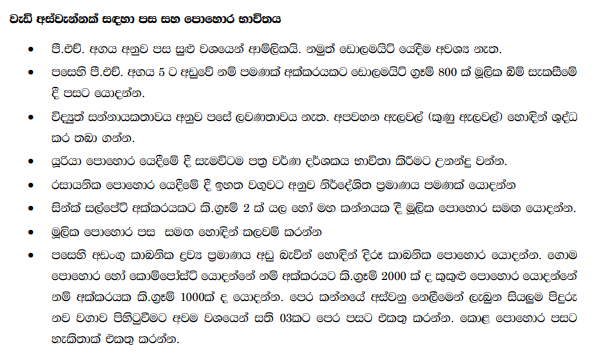 වැඩි අස්වැන්නක් සඳහා පස සහ පොහොර භාවිතය
• පී.එච්. අගය අනුව පස සුළු වශයෙන් ආම්ලිකයි. නමුත් ඩොලමයිට් යෙදීම අවශ්‍ය නැත.
• පසෙහි පී.එච්. අගය 5 ට අඩුවේ නම් පමණක් අක්කරයකට ඩොලමයිට් ග්‍රෑම් 800 ක් මූලික බිම් සැකසීමේ
දී පසට යොදන්න.
• විද්‍යුත් සන්නායකතාවය අනුව පසේ ලවණතාවය නැත. අපවහන ඇලවල් (කුණු ඇලවල්) හොඳින් ශුද්ධ
කර තබා ගන්න.
• යූරියා පොහොර යෙදීමේ දී සැමවිටම පත්‍ර වර්ණ දර්ශකය භාවිතා කිරීමට උනන්දු වන්න.
• රසායනික පොහොර යෙදීමේ දී ඉහත වගුවට අනුව නිර්දේශිත ප්‍රමාණය පමණක් යොදන්න
• සින්ක් සල්පේට් අක්කරයකට කි.ග්‍රෑම් 2 ක් යල හෝ මහ කන්නයක දී මූලික පොහොර සමඟ යොදන්න.
• මූලික පොහොර පස සමඟ හොඳින් කලවම් කරන්න
• පසෙහි අඩංගු කාබනික ද්‍රව්‍ය ප්‍රමාණය අඩු බැවින් හොඳින් දිරූ කාබනික පොහොර යොදන්න. ගොම
පොහොර හෝ කොම්පෝස්ට් යොදන්නේ නම් අක්කරයට කි.ග්‍රෑම් 2000 ක් ද කුකුළු පොහොර යොදන්නේ
නම් අක්කරයක කි.ග්‍රෑම් 1000ක් ද යොදන්න. පෙර කන්නයේ අස්වනු නෙලීමෙන් ලැබුන සියලුම පිදුරු
නව වගාව පිහිටුවීමට අවම වශයෙන් සති 03කට පෙර පසට එකතු කරන්න. කොළ පොහොර පසට
හැකිතාක් එකතු කරන්න.